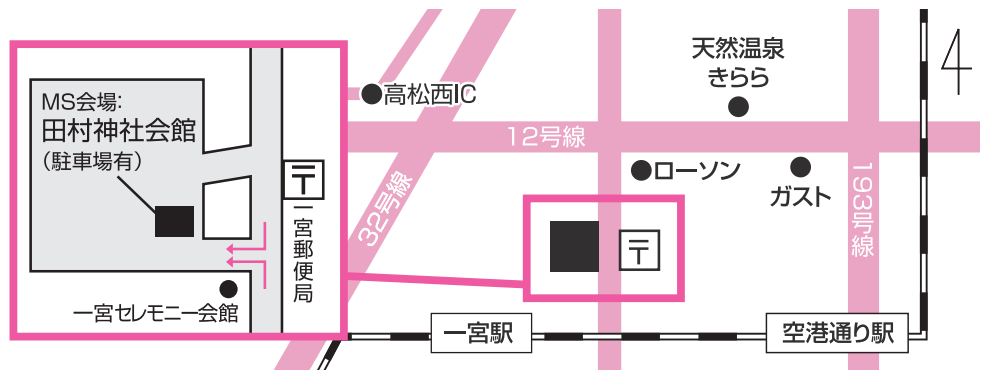 MS会場:
田村神社会館
(駐車場有)
〒
一宮郵便局
一宮セレモニー会館
高松西IC
32号線
12号線
天然温泉
きらら
ローソン
ガスト
193号線
〒
一宮駅
空港通り駅